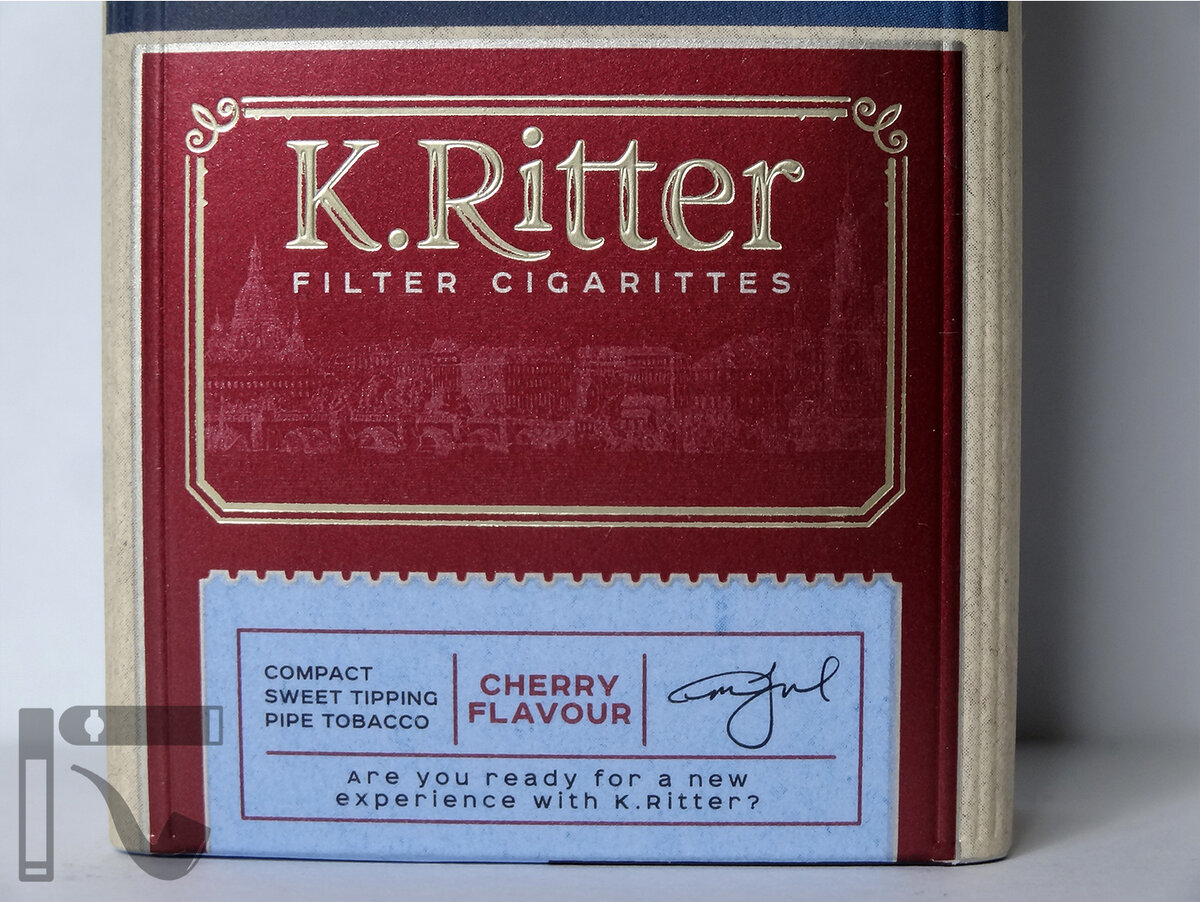 K.Ritter
FILTER CIGARITTES
COMPACT
SWEET TIPPING
PIPE TOBACCO
CHERRY
FLAVOUR
Are you ready for a new
experience with K.Ritter?